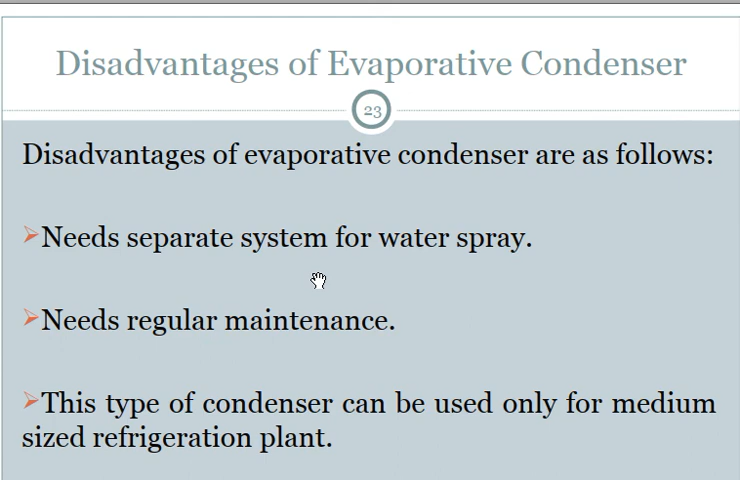 Disadvantages of Evaporative Condenser
23
Disadvantages of evaporative condenser are as follows:
➢Needs separate system for water spray.
➢Needs regular maintenance.
➢This type of condenser can be used only for medium
sized refrigeration plant.